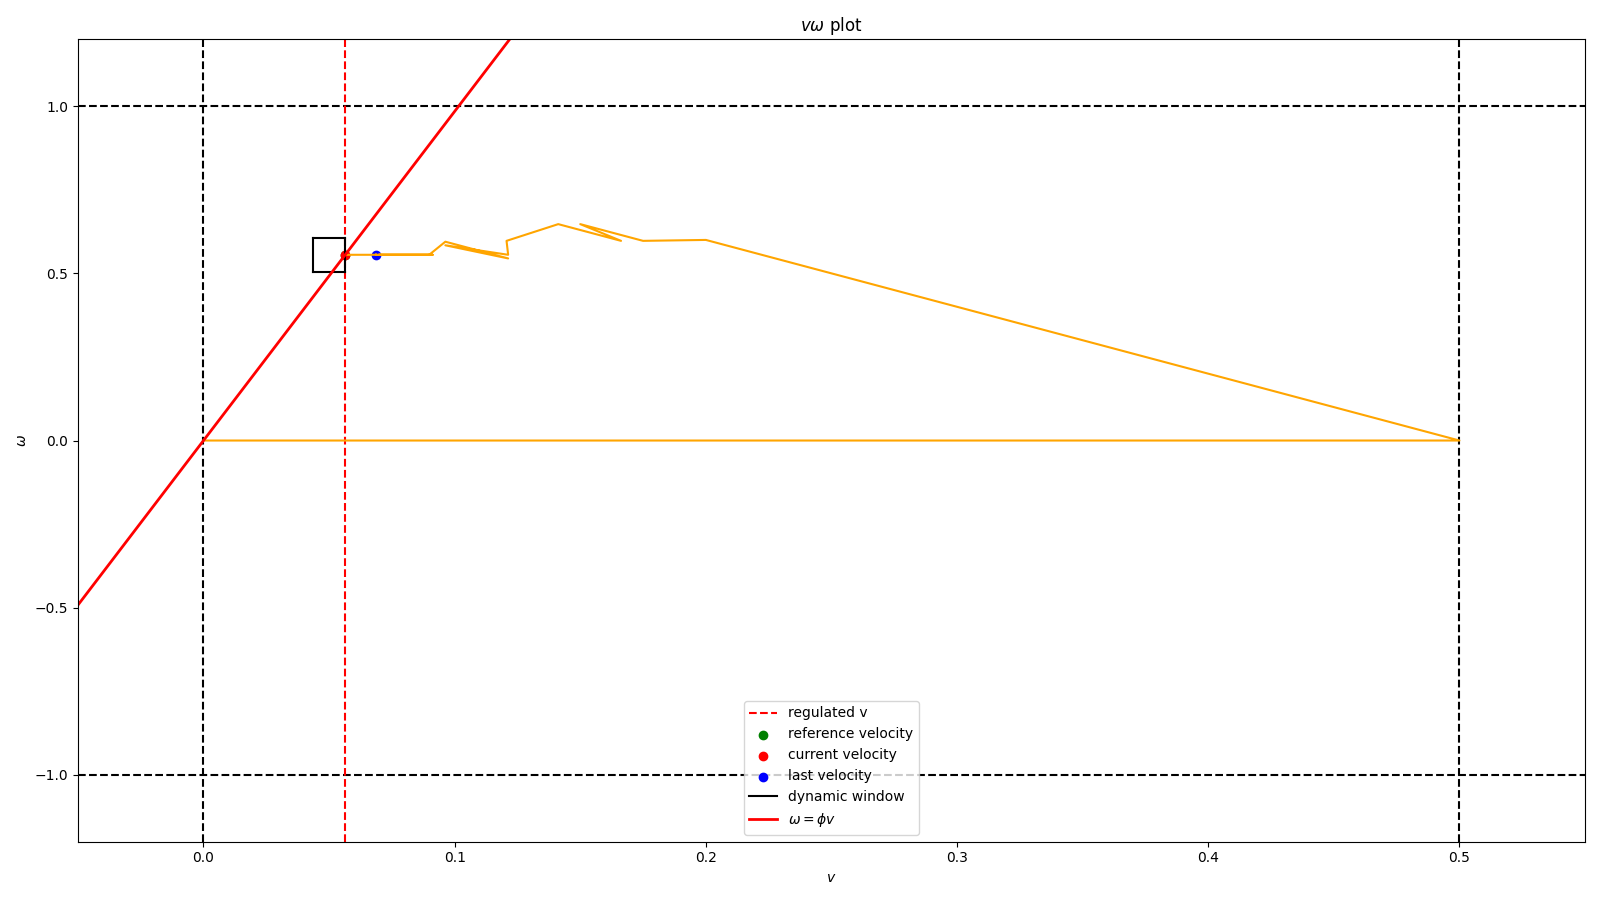 vω plot
1.0
0.5
0.0
−0.5
−1.0
ω
regulated v
reference velocity
current velocity
last velocity
dynamic window
ω = ϕv
0.0 0.1 0.2 0.3 0.4 0.5
v